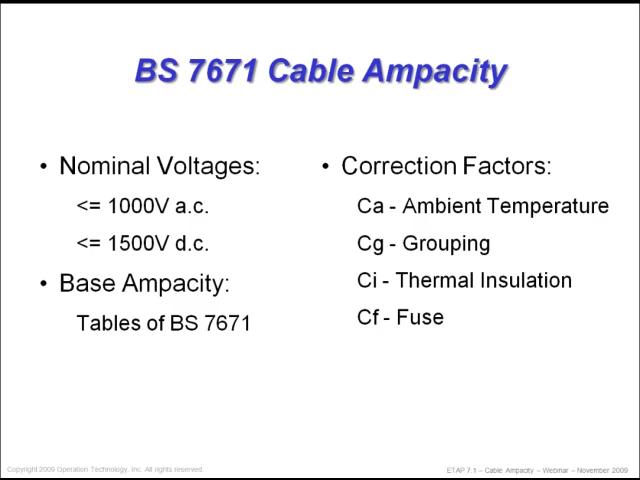 BS 7671 Cable Ampacity
• Nominal Voltages:
<= 1000V a.c.
<= 1500V d.c.
• Base Ampacity:
Tables of BS 7671
• Correction Factors:
Ca - Ambient Temperature
Cg - Grouping
Ci - Thermal Insulation
Cf - Fuse
Copyright 2009 Operation Technology, Inc. All rights reserved.
ETAP 7.1 – Cable Ampacity – Webinar – November 2009